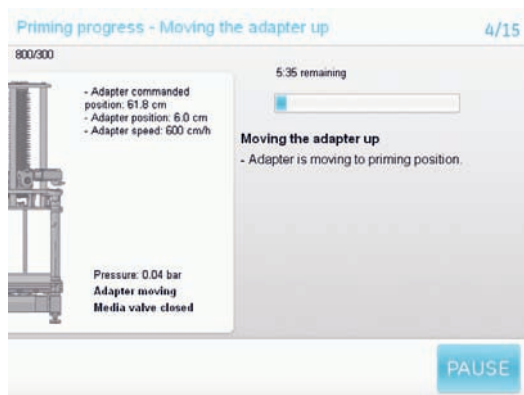 Priming progress - Moving the adapter up
4/15
800/300
- Adapter commanded
position: 61.8 cm
- Adapter position: 6.0 cm
- Adapter speed: 600 cm/h
Pressure: 0.04 bar
Adapter moving
Media valve closed
5:35 remaining
Moving the adapter up
- Adapter is moving to priming position.
PAUSE